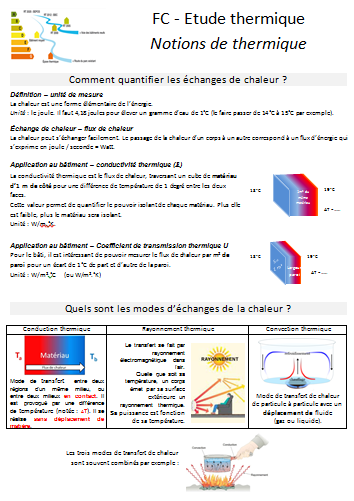 FC - Etude thermique
Notions de thermique
Comment quantifier les échanges de chaleur ?
Définition – unité de mesure
La chaleur est une forme élémentaire de l'énergie.
Unité : le joule. Il faut 4,18 joules pour élever un gramme d'eau de 1°C (le faire passer de 14°C à 15°C par exemple).
Échange de chaleur – flux de chaleur
La chaleur peut s'échanger facilement. Le passage de la chaleur d'un corps à un autre correspond à un flux d'énergie qui
s'exprime en joule / seconde = Watt.
Application au bâtiment – conductivité thermique
La conductivité thermique est le flux de chaleur, traversant un cube de matériau
d'1 m de côté pour une différence de température de 1 degré entre les deux
faces.
Cette valeur permet de quantifier le pouvoir isolant de chaque matériau. Plus elle
est faible, plus le matériau sera isolant.
Unité : W/m.°C
18°C
19°C
ΔT = ...
Application au bâtiment – Coefficient de transmission thermique U
Pour le bâti, il est intéressant de pouvoir mesurer le flux de chaleur par m² de
paroi pour un écart de 1°C de part et d'autre de la paroi.
Unité : W/m².°C (ou W/m².°K)
18°C
19°C
ΔT = ...
Quels sont les modes d'échanges de la chaleur ?
Conduction thermique
Rayonnement thermique
Convection thermique
Ta
Matériau
Tb
Flux de chaleur
Mode de transfert entre deux
régions d'un même milieu, ou
entre deux milieux en contact. Il
est provoqué par une différence
de température (notée : ΔT). Il se
réalise sans déplacement de
matière.
Le transfert se fait par
rayonnement
électromagnétique dans
l'air.
Quelle que soit sa
température, un corps
émet par sa surface
extérieure un
rayonnement thermique.
Sa puissance est fonction
de sa température.
RAYONNEMENT
Mode de transfert de chaleur
de particule à particule avec un
déplacement de fluide
(gaz ou liquide).
Les trois modes de transfert de chaleur
sont souvent combinés par exemple :